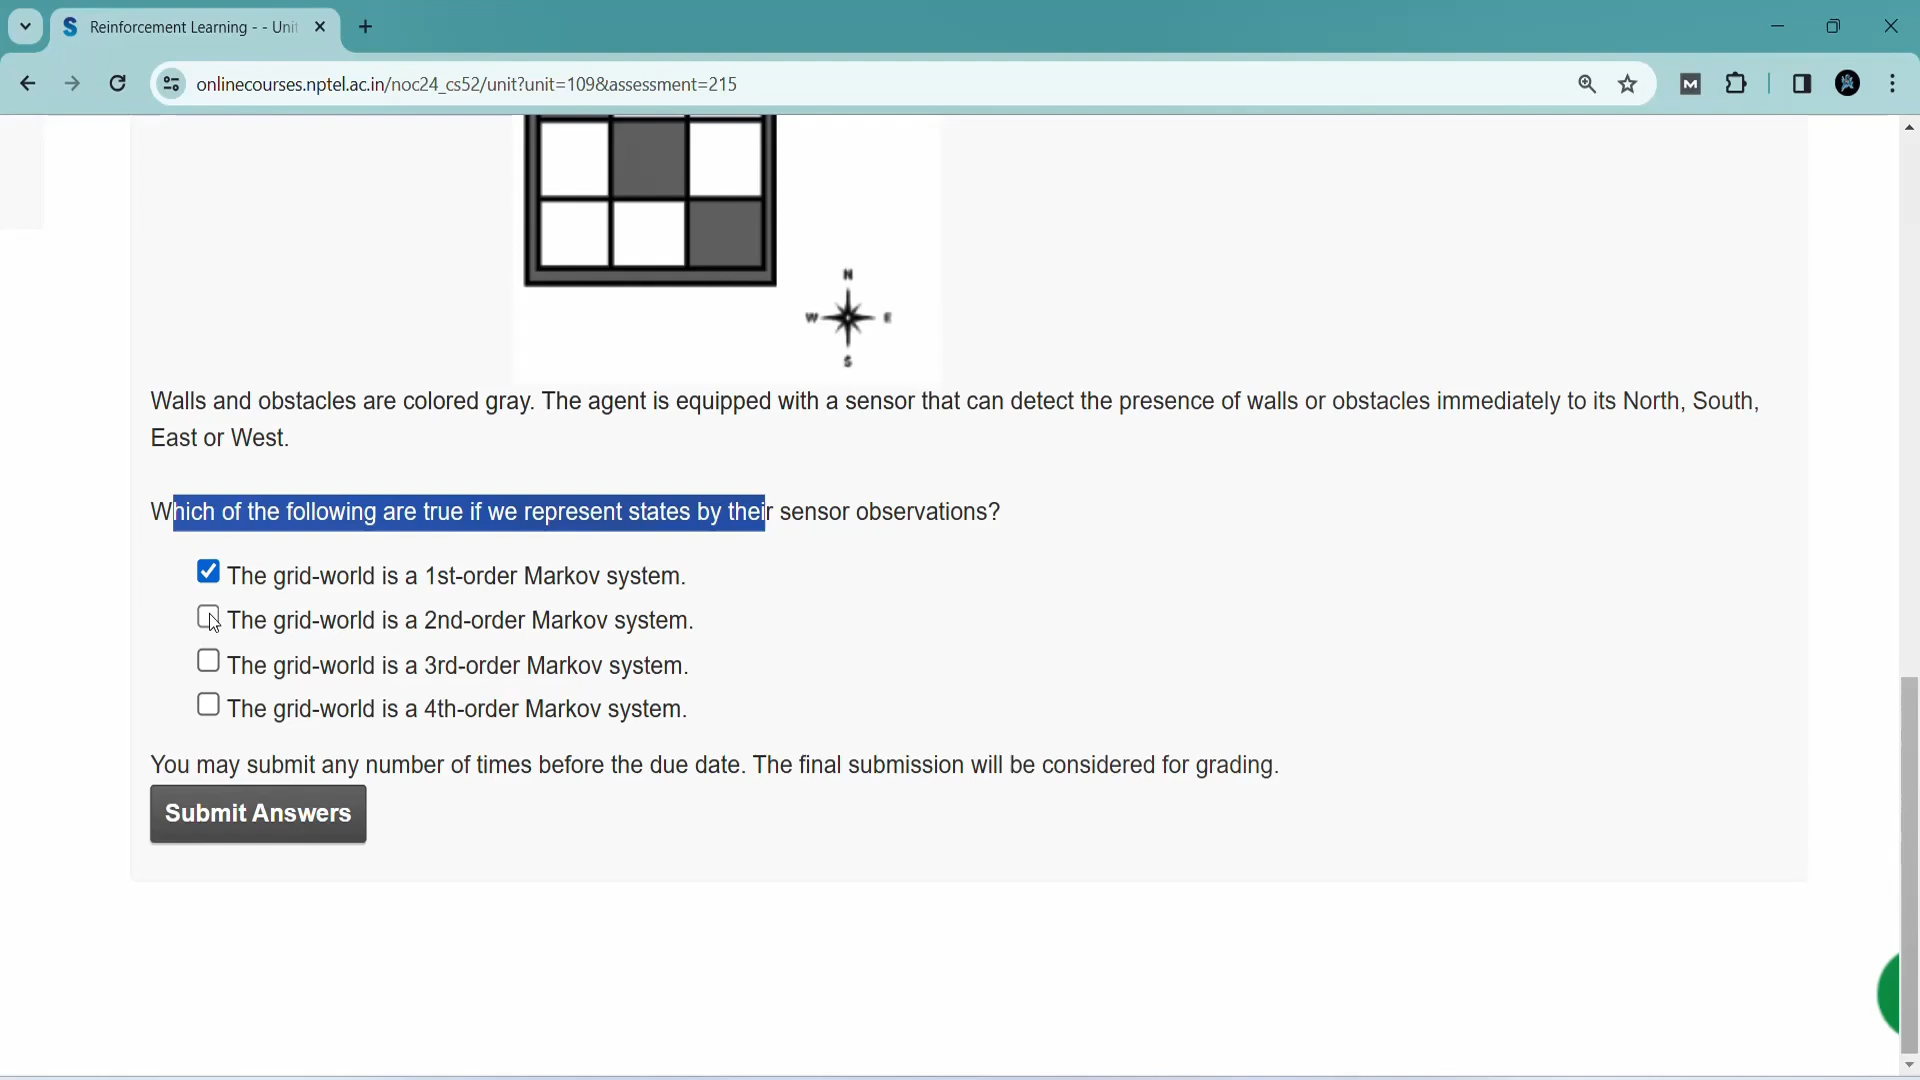 Reinforcement Learning - - Unit
onlinecourses.nptel.ac.in/noc24_cs52/unit?unit=109&assessment=215
M
N
W E
S
Walls and obstacles are colored gray. The agent is equipped with a sensor that can detect the presence of walls or obstacles immediately to its North, South,
East or West.
Which of the following are true if we represent states by their sensor observations?
The grid-world is a 1st-order Markov system.
The grid-world is a 2nd-order Markov system.
The grid-world is a 3rd-order Markov system.
The grid-world is a 4th-order Markov system.
You may submit any number of times before the due date. The final submission will be considered for grading.
Submit Answers